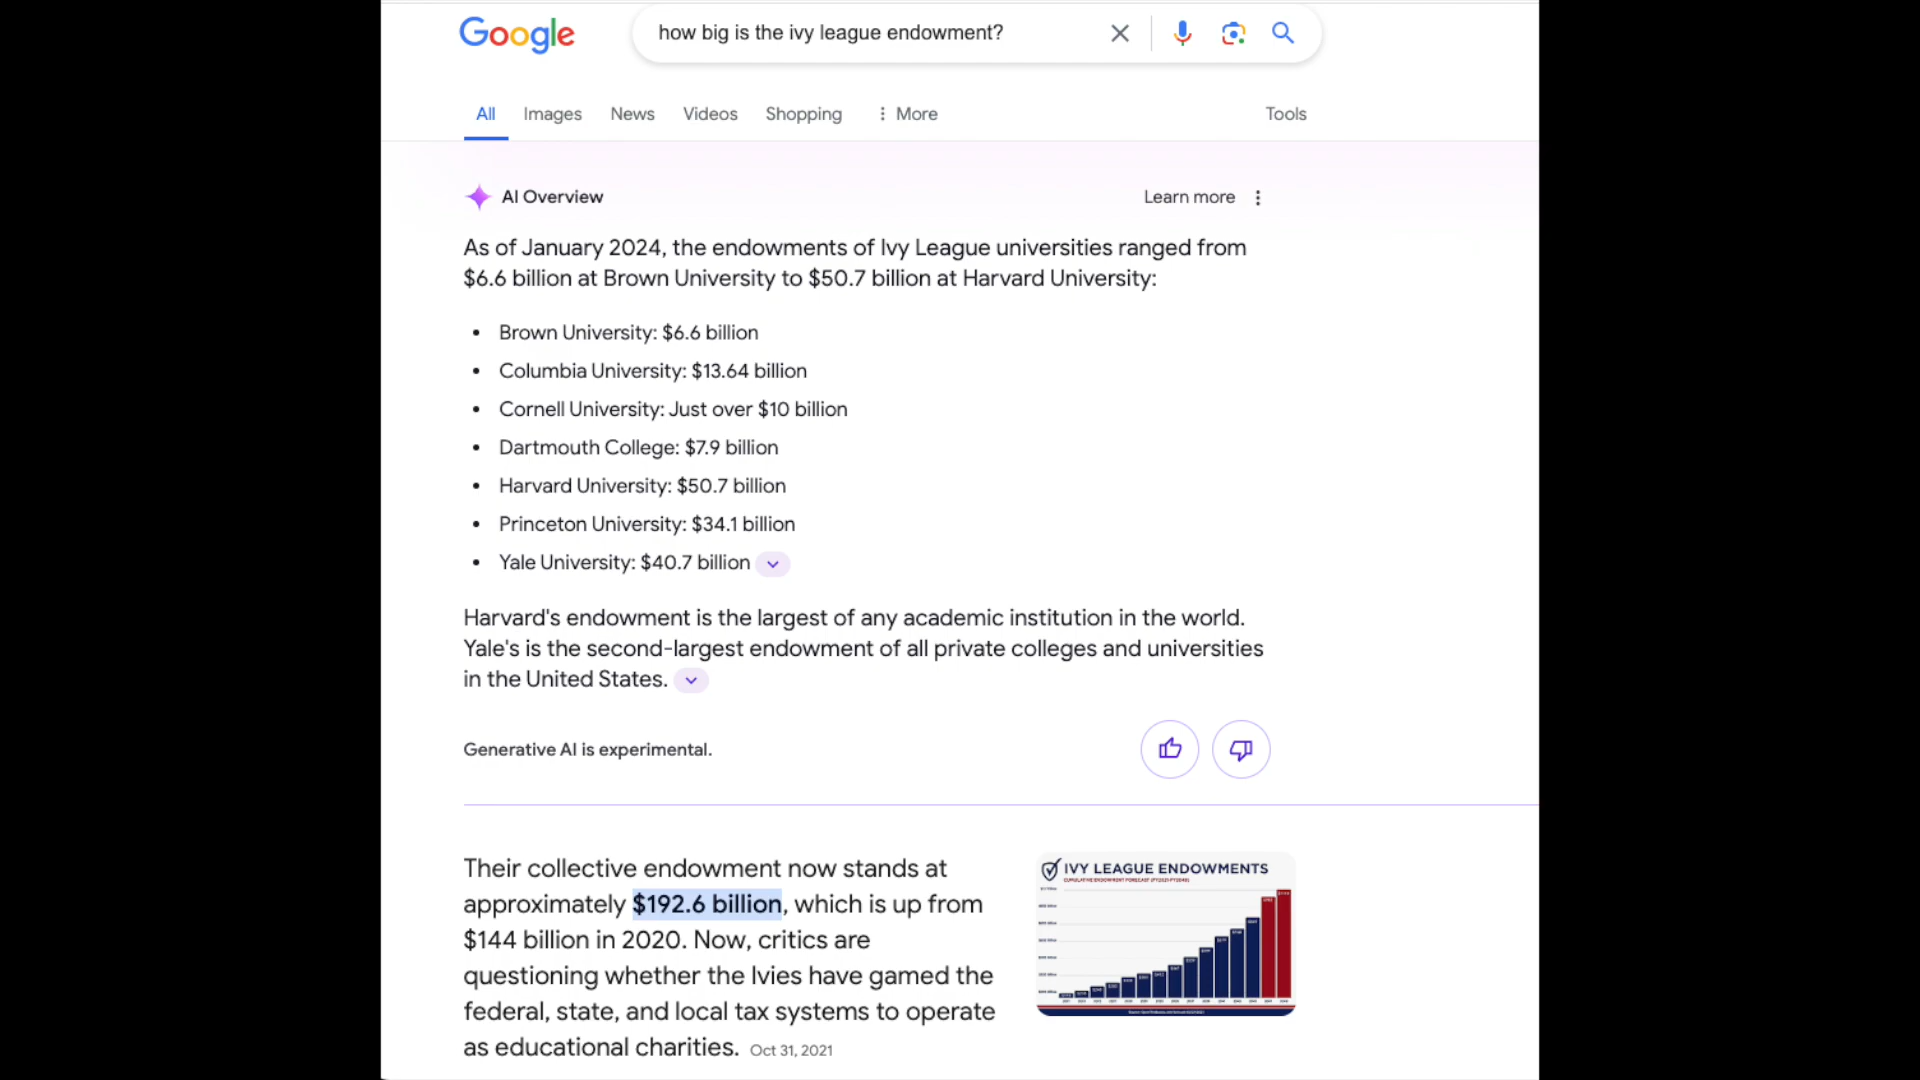 Google
how big is the ivy league endowment?
All Images News Videos Shopping More Tools
AI Overview
Learn more
As of January 2024, the endowments of Ivy League universities ranged from
$6.6 billion at Brown University to $50.7 billion at Harvard University:
• Brown University: $6.6 billion
• Columbia University: $13.64 billion
• Cornell University: Just over $10 billion
• Dartmouth College: $7.9 billion
• Harvard University: $50.7 billion
• Princeton University: $34.1 billion
• Yale University: $40.7 billion
Harvard's endowment is the largest of any academic institution in the world.
Yale's is the second-largest endowment of all private colleges and universities
in the United States.
Generative AI is experimental.
Their collective endowment now stands at
approximately $192.6 billion, which is up from
$144 billion in 2020. Now, critics are
questioning whether the Ivies have gamed the
federal, state, and local tax systems to operate
as educational charities. Oct 31, 2021
IVY LEAGUE ENDOWMENTS